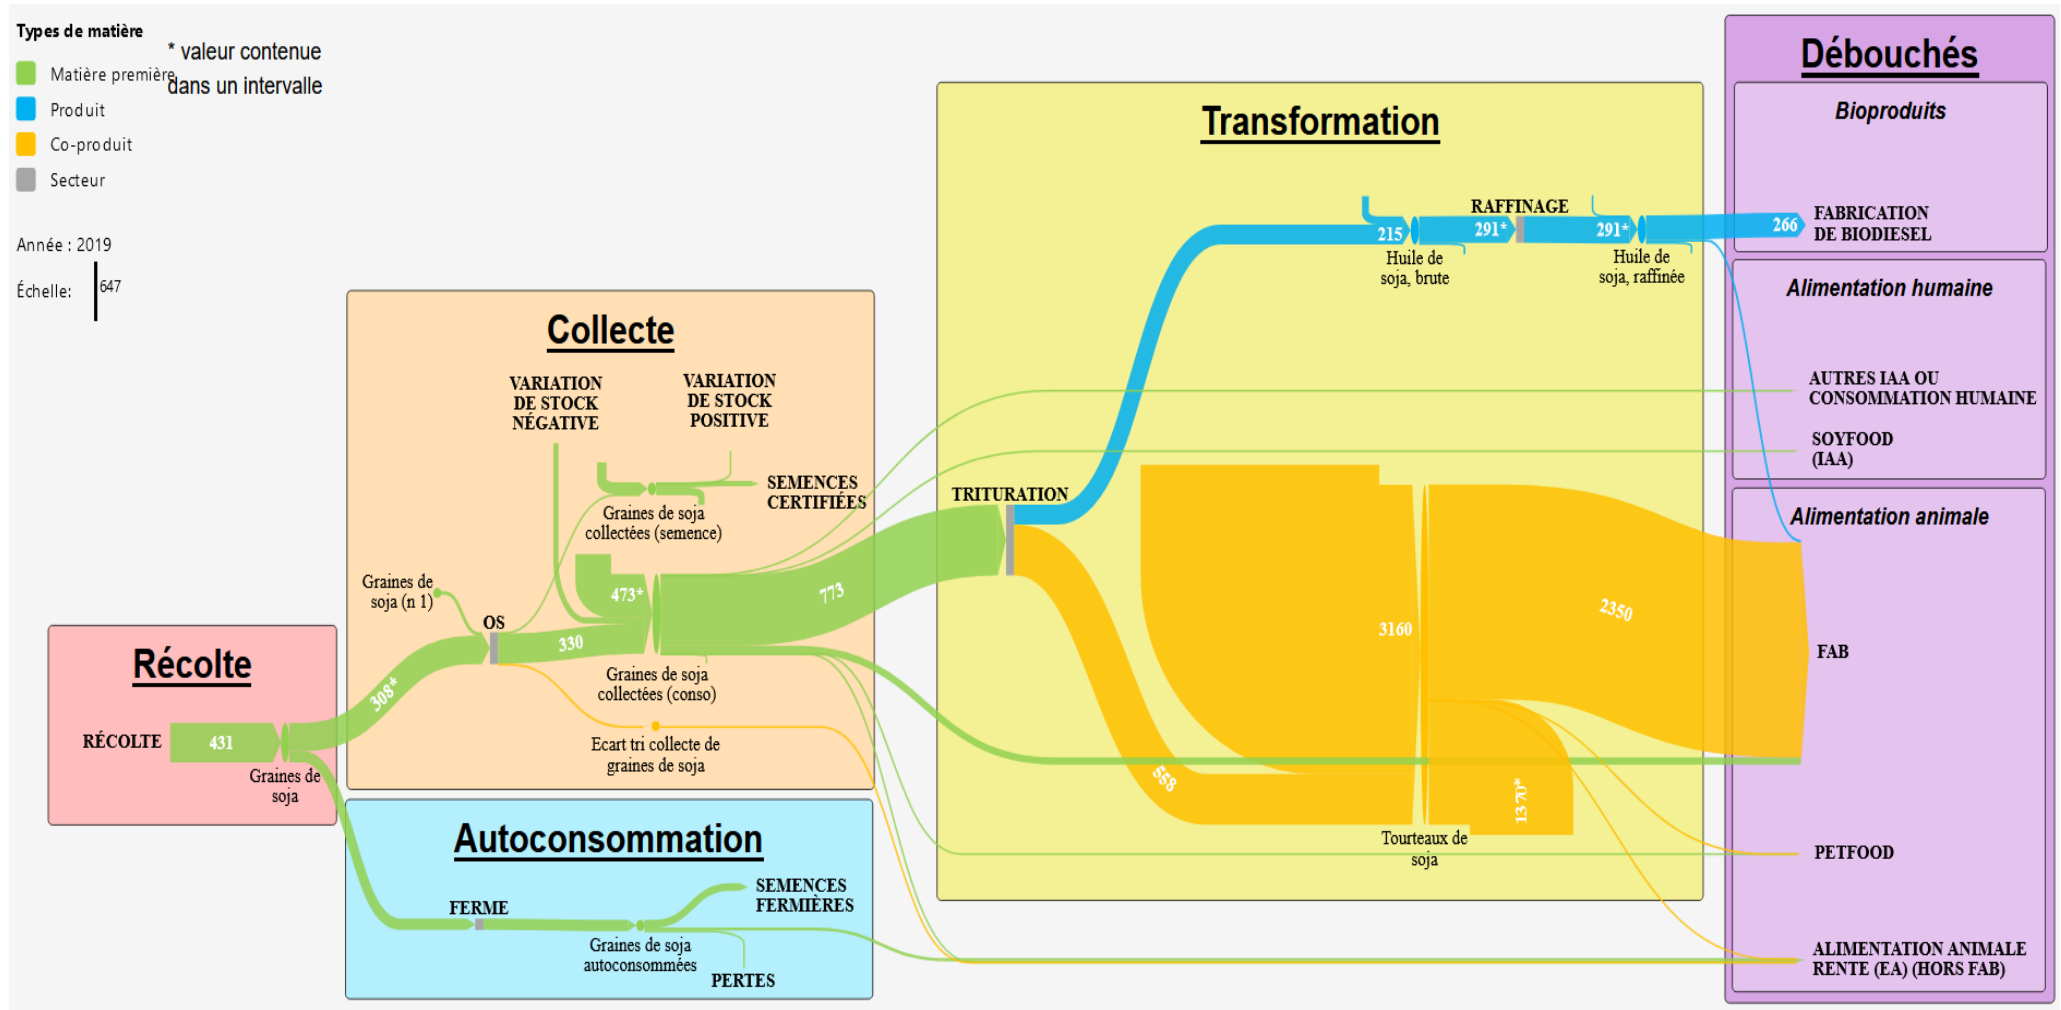 Types de matière
* valeur contenue
dans un intervalle
Matière première
Produit
Co-produit
Secteur
Année : 2019
Échelle:
647
Récolte
RÉCOLTE
431
Graines de
soja
308*
Collecte
VARIATION
DE STOCK
NÉGATIVE
VARIATION
DE STOCK
POSITIVE
SEMENCES
CERTIFIÉES
Graines de soja
collectées (semence)
Graines de
soja (n 1)
OS
473*
330
773
Graines de soja
collectées (conso)
Ecart tri collecte de
graines de soja
Autoconsommation
FERME
SEMENCES
FERMIÈRES
Graines de soja
autoconsommées
PERTES
Transformation
TRITURATION
RAFFINAGE
215
291*
291*
Huile de
soja, brute
Huile de
soja, raffinée
3160
2350
558
1370*
Tourteaux de
soja
Débouchés
Bioproduits
266
FABRICATION
DE BIODIESEL
Alimentation humaine
AUTRES IAA OU
CONSOMMATION HUMAINE
SOYFOOD
(IAA)
Alimentation animale
FAB
PETFOOD
ALIMENTATION ANIMALE
RENTE (EA) (HORS FAB)